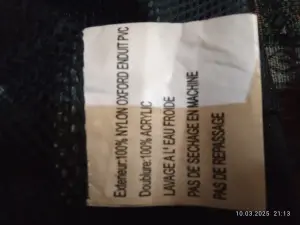 Exterieur:100% NYLON OXFORD ENDUIT PVC
Doublure:100% ACRYLIC
LAVAGE A L' EAU FROIDE
PAS DE SECHAGE EN MACHINE
PAS DE REPASSAGE
10.03.2025 21:13